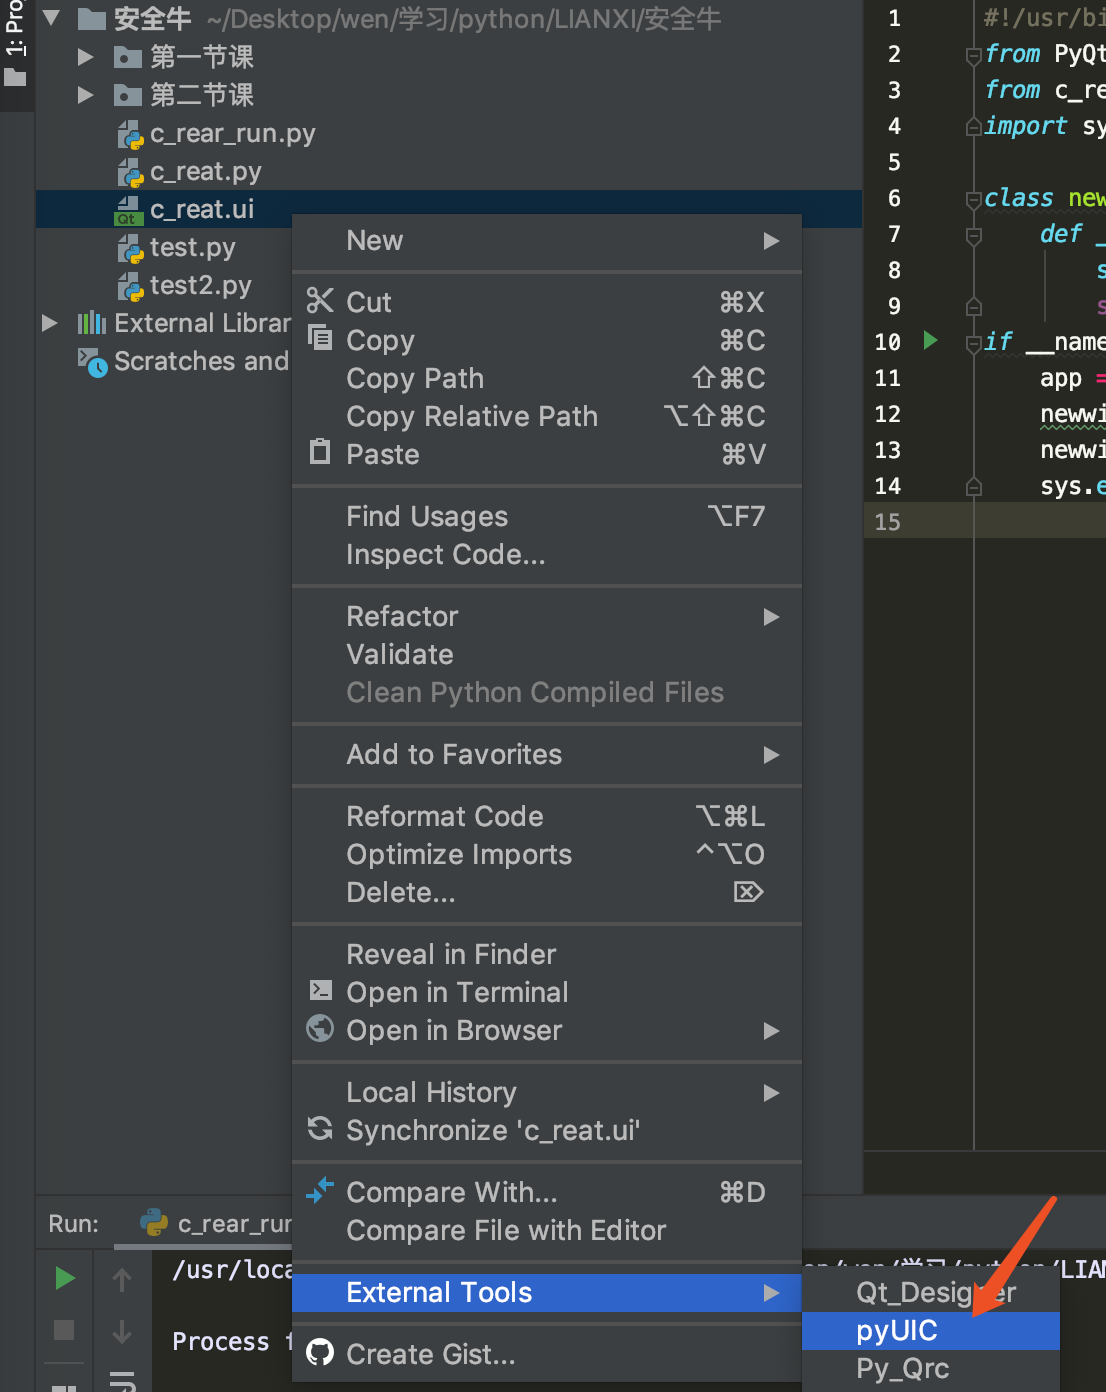 1: Pro
安全牛 ~/Desktop/wen/学习/python/LIANXI/安全牛
第一节课
第二节课
c_rear_run.py
c_reat.py
Qt c_reat.ui
test.py
test2.py
External Librar
Scratches and
New
Cut ⌘X
Copy ⌘C
Copy Path ⇧⌘C
Copy Relative Path ⌥⇧⌘C
Paste ⌘V
Find Usages ⌥F7
Inspect Code...
Refactor
Validate
Clean Python Compiled Files
Add to Favorites
Reformat Code ⌥⌘L
Optimize Imports ^⌥O
Delete... ⌦
Reveal in Finder
Open in Terminal
Open in Browser
Local History
Synchronize 'c_reat.ui'
Compare With... ⌘D
Compare File with Editor
External Tools
Create Gist...
Qt_Designer
pyUIC
Py_Qrc
1 #!/usr/bi
2 from PyQt
3 from c_re
4 import sy
5
6 class new
7 def _
8 s
9 s
10 if __name
11 app =
12 newwi
13 newwi
14 sys.e
15
Run: c_rear_run
/usr/loca
LIAN
Process f